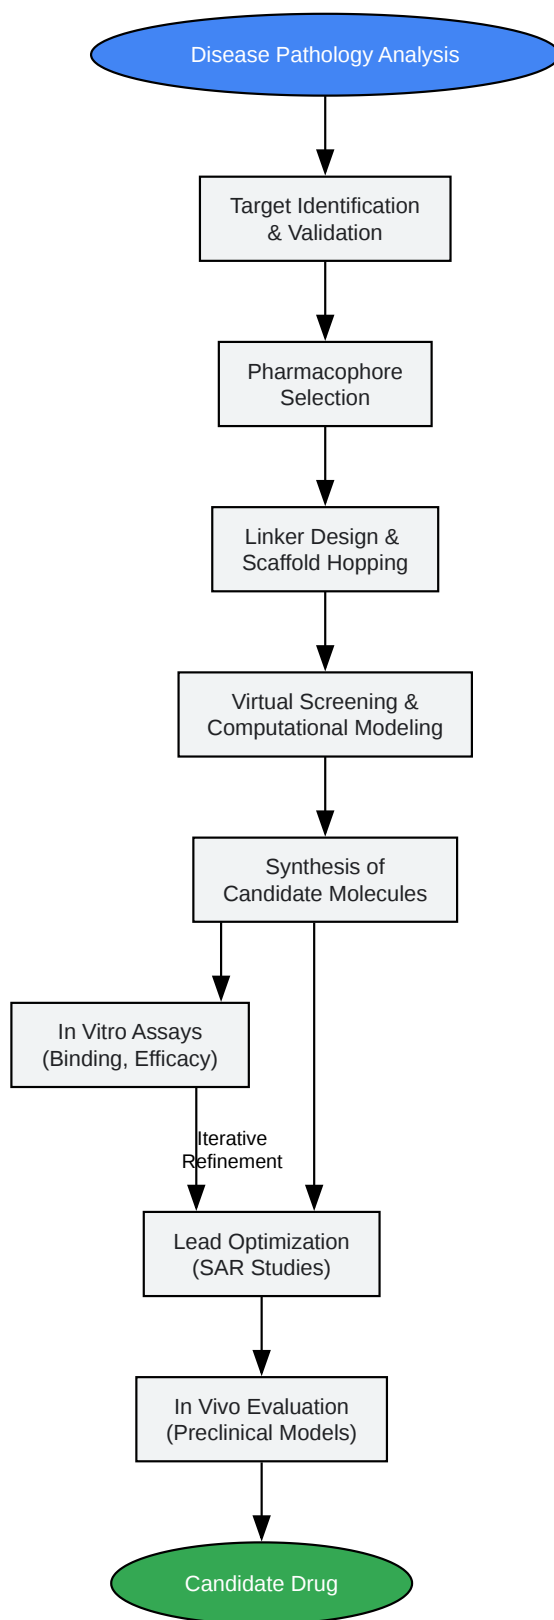 Disease Pathology Analysis
Target Identification
& Validation
Pharmacophore
Selection
Linker Design &
Scaffold Hopping
Virtual Screening &
Computational Modeling
Synthesis of
Candidate Molecules
In Vitro Assays
(Binding, Efficacy)
Iterative
Refinement
Lead Optimization
(SAR Studies)
In Vivo Evaluation
(Preclinical Models)
Candidate Drug